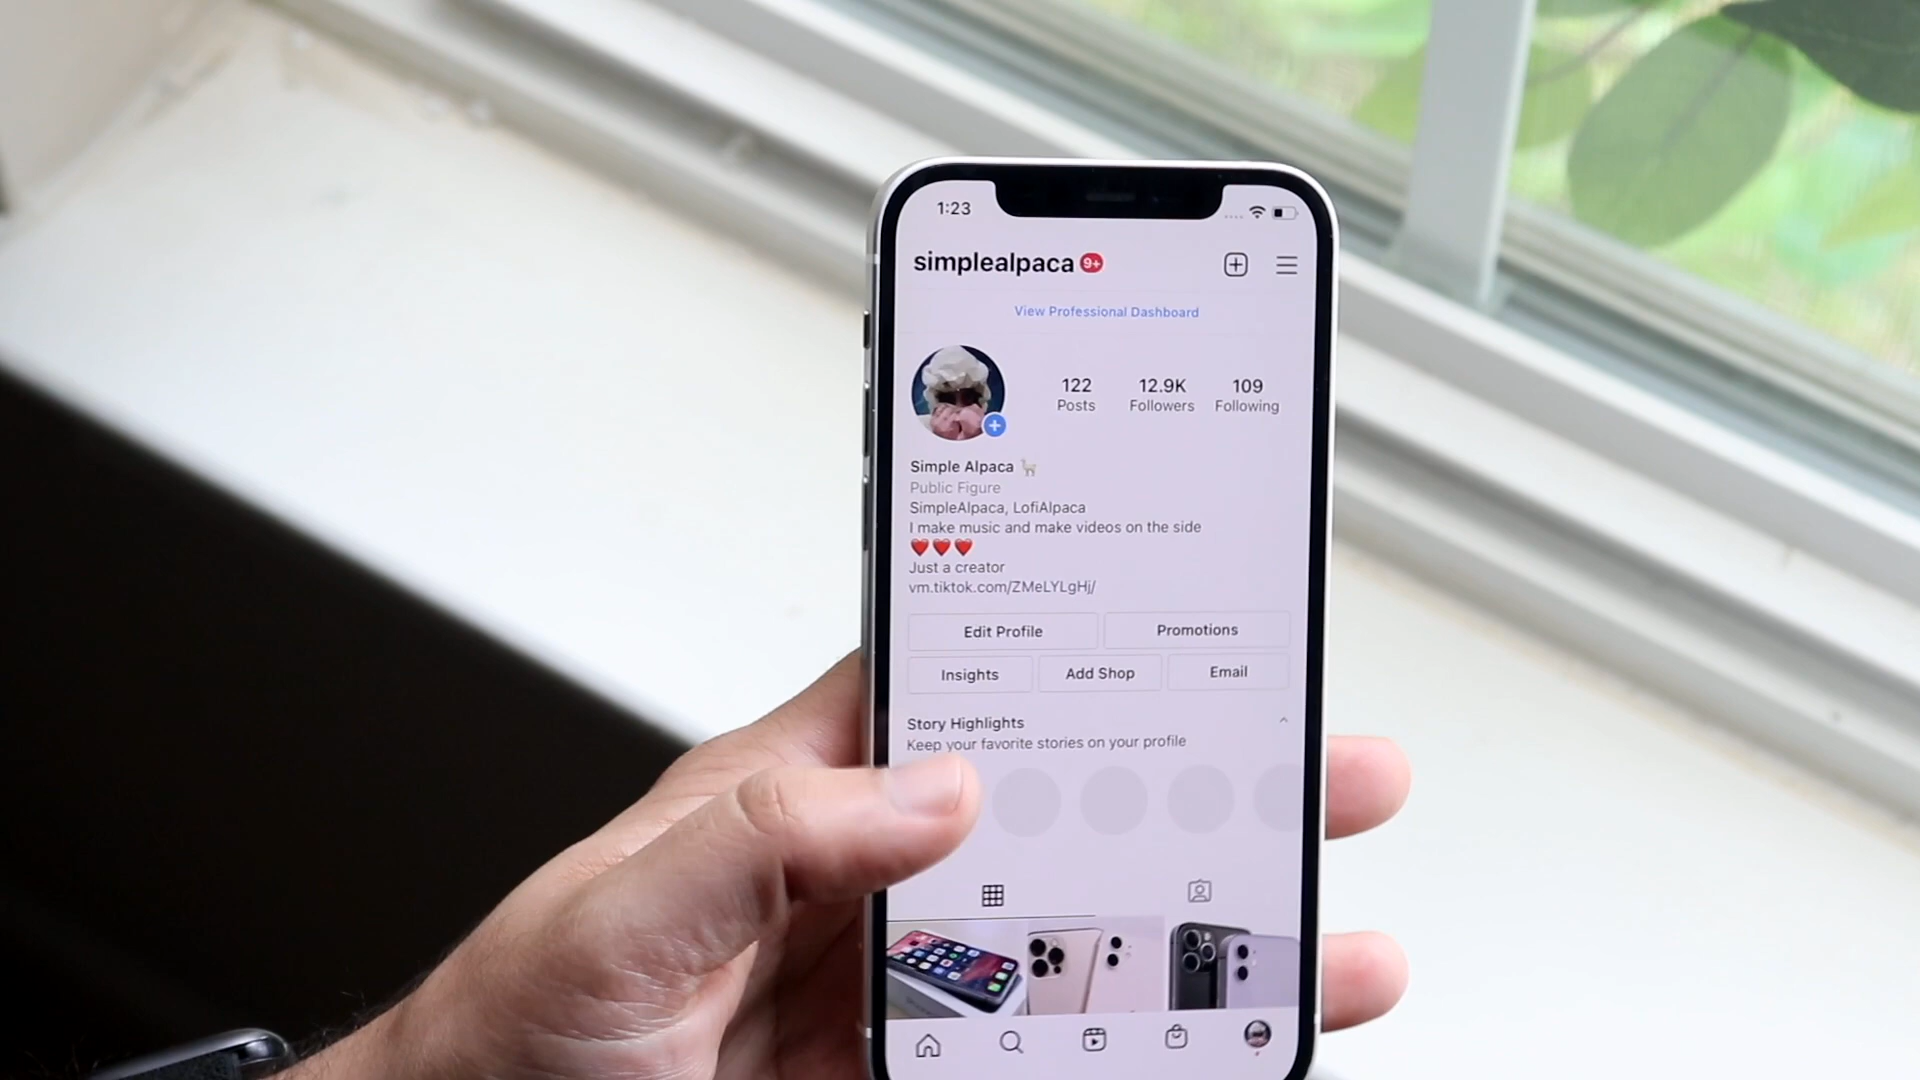 1:23
simplealpaca 9+
View Professional Dashboard
122 12.9K 109
Posts Followers Following
Simple Alpaca
Public Figure
SimpleAlpaca, LofiAlpaca
I make music and make videos on the side
❤️❤️❤️
Just a creator
vm.tiktok.com/ZMeLYLgHj/
Edit Profile Promotions
Insights Add Shop Email
Story Highlights
Keep your favorite stories on your profile